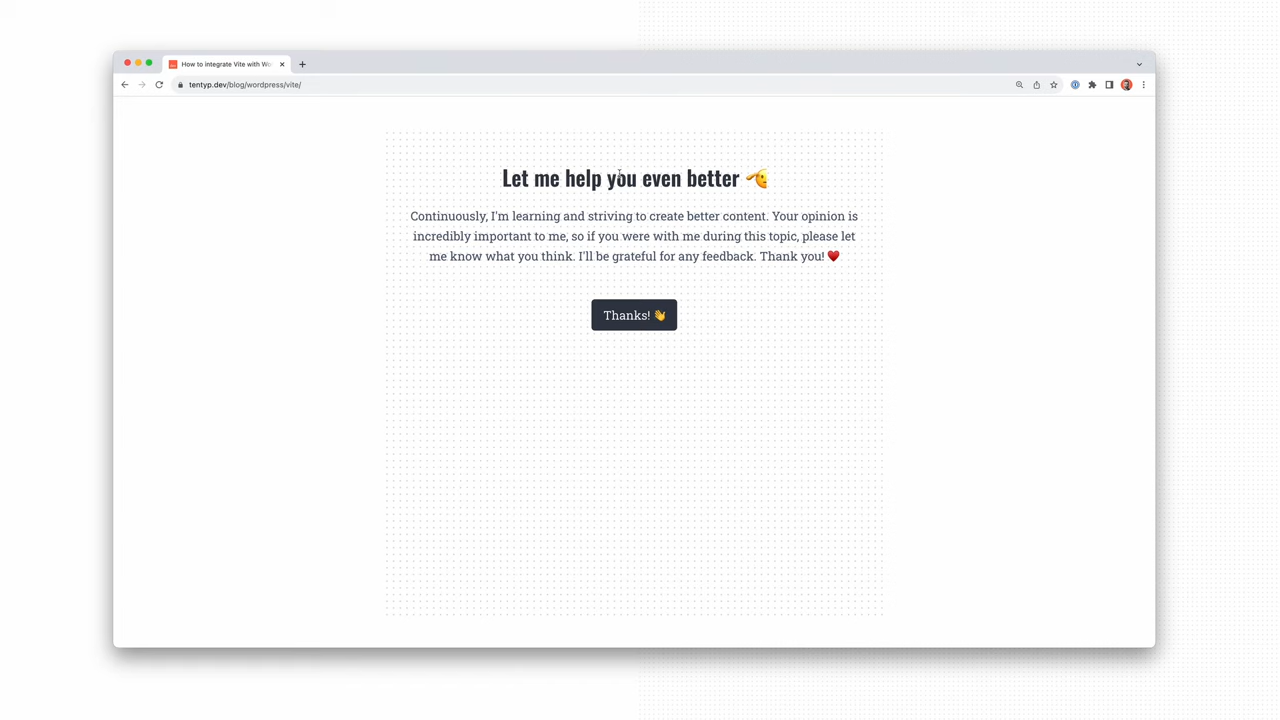 How to integrate Vite with Wo
tentyp.dev/blog/wordpress/vite/
Let me help you even better 🫡
Continuously, I'm learning and striving to create better content. Your opinion is
incredibly important to me, so if you were with me during this topic, please let
me know what you think. I'll be grateful for any feedback. Thank you! ♥️
Thanks! 👋